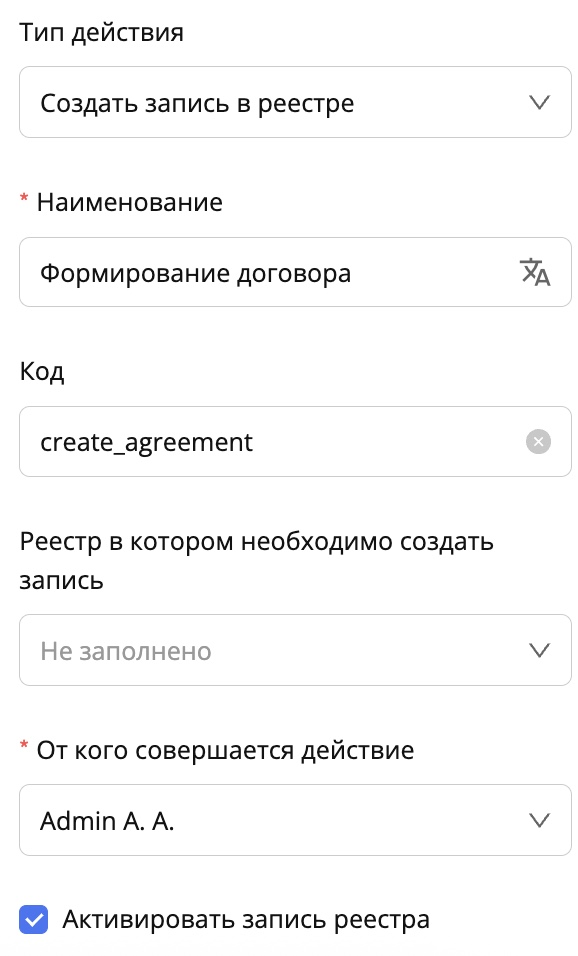 Тип действия
Создать запись в реестре
* Наименование
Формирование договора
Код
create_agreement
Реестр в котором необходимо создать
запись
Не заполнено
* От кого совершается действие
Admin A. A.
Активировать запись реестра